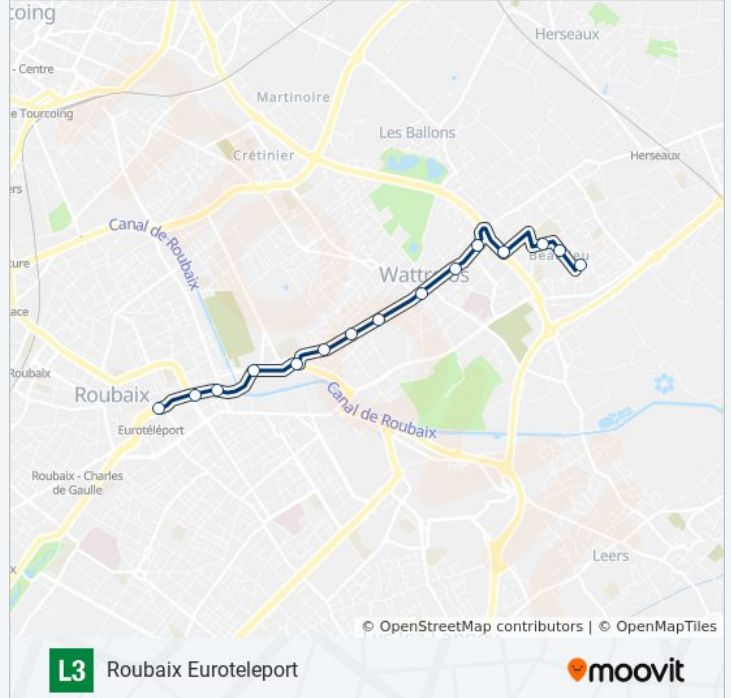 coing
Herseaux
- Centre
Martinoire
e Tourcoing
Les Ballons
Crétinier
Herseaux
ers
Canal de Roubaix
ture
Wattrelos
ace
Roubaix
Roubaix
Canal de Roubaix
Eurotéléport
Roubaix - Charles
de Gaulle
x
Leers
© OpenStreetMap contributors | © OpenMapTiles
L3 Roubaix Euroteleport
moovit